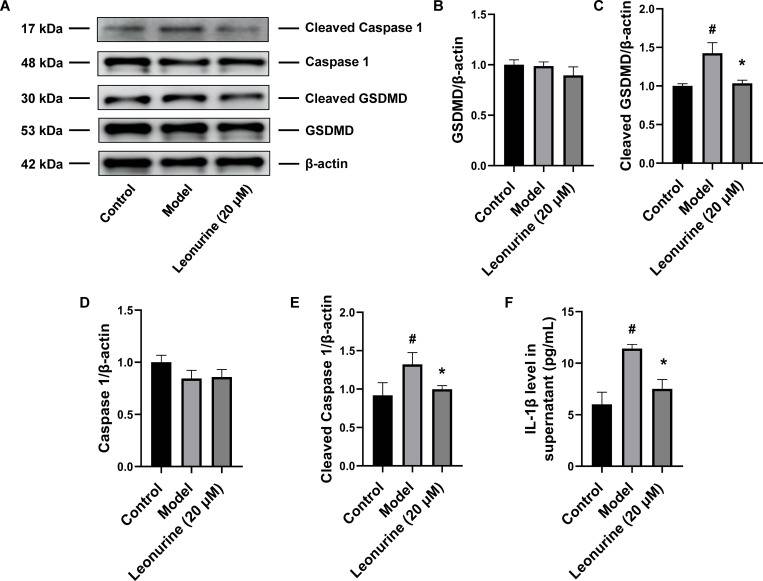 A
17 kDa
Cleaved Caspase 1
48 kDa
Caspase 1
30 kDa
Cleaved GSDMD
53 kDa
GSDMD
42 kDa
β-actin
Control
Model
Leonurine (20 μM)
B
GSDMD/β-actin
1.5
1.0
0.5
0.0
Control
Model
Leonurine (20 μM)
C
Cleaved GSDMD/β-actin
2.0
1.5
1.0
0.5
0.0
#
*
Control
Model
Leonurine (20 μM)
D
Caspase 1/β-actin
1.5
1.0
0.5
0.0
Control
Model
Leonurine (20 μM)
E
Cleaved Caspase 1/β-actin
2.0
1.5
1.0
0.5
0.0
#
*
Control
Model
Leonurine (20 μM)
F
IL-1β level in
supernatant (pg/mL)
15
10
5
0
#
*
Control
Model
Leonurine (20 μM)